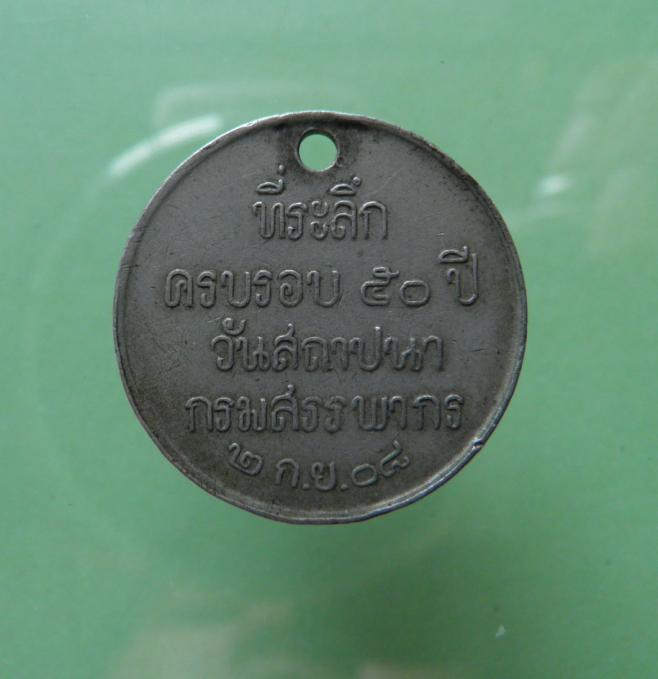 ที่ระลึก
ครบรอบ ๕๐ ปี
วันสถาปนา
กรมสรรพากร
๒ ก.ย. ๐๘